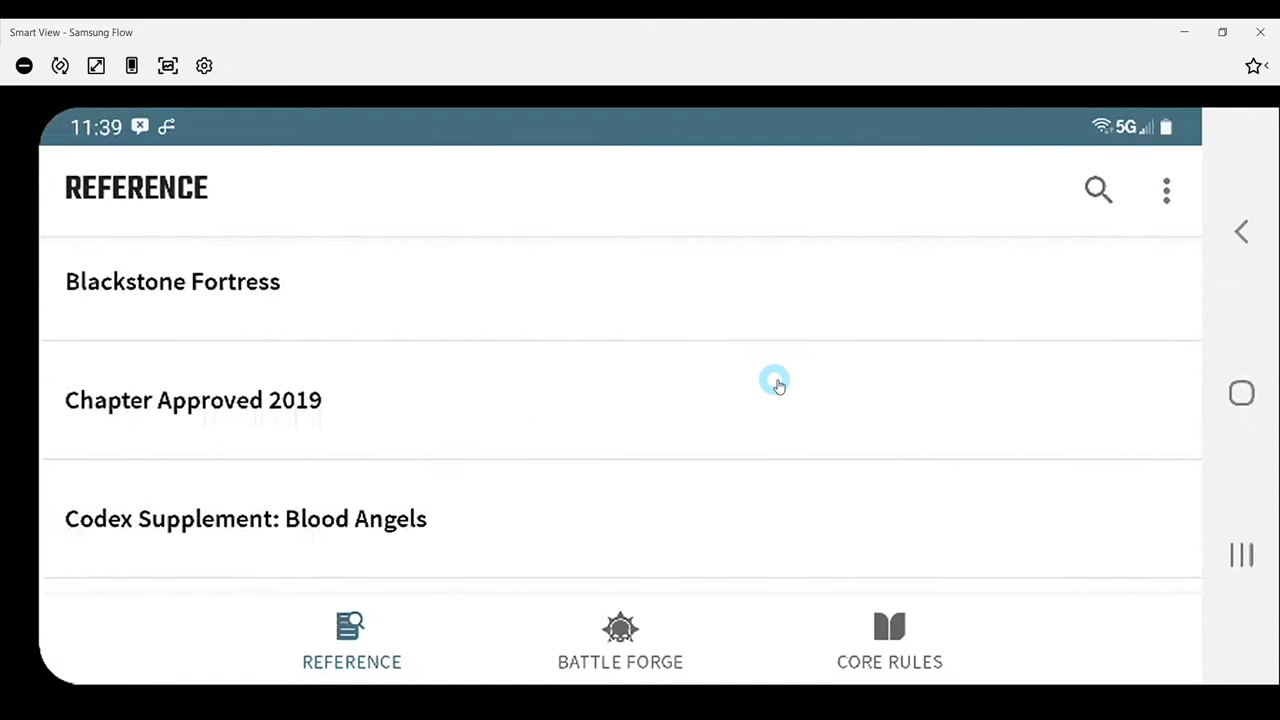 Smart View - Samsung Flow
11:39
5G
REFERENCE
Blackstone Fortress
Chapter Approved 2019
Codex Supplement: Blood Angels
REFERENCE
BATTLE FORGE
CORE RULES